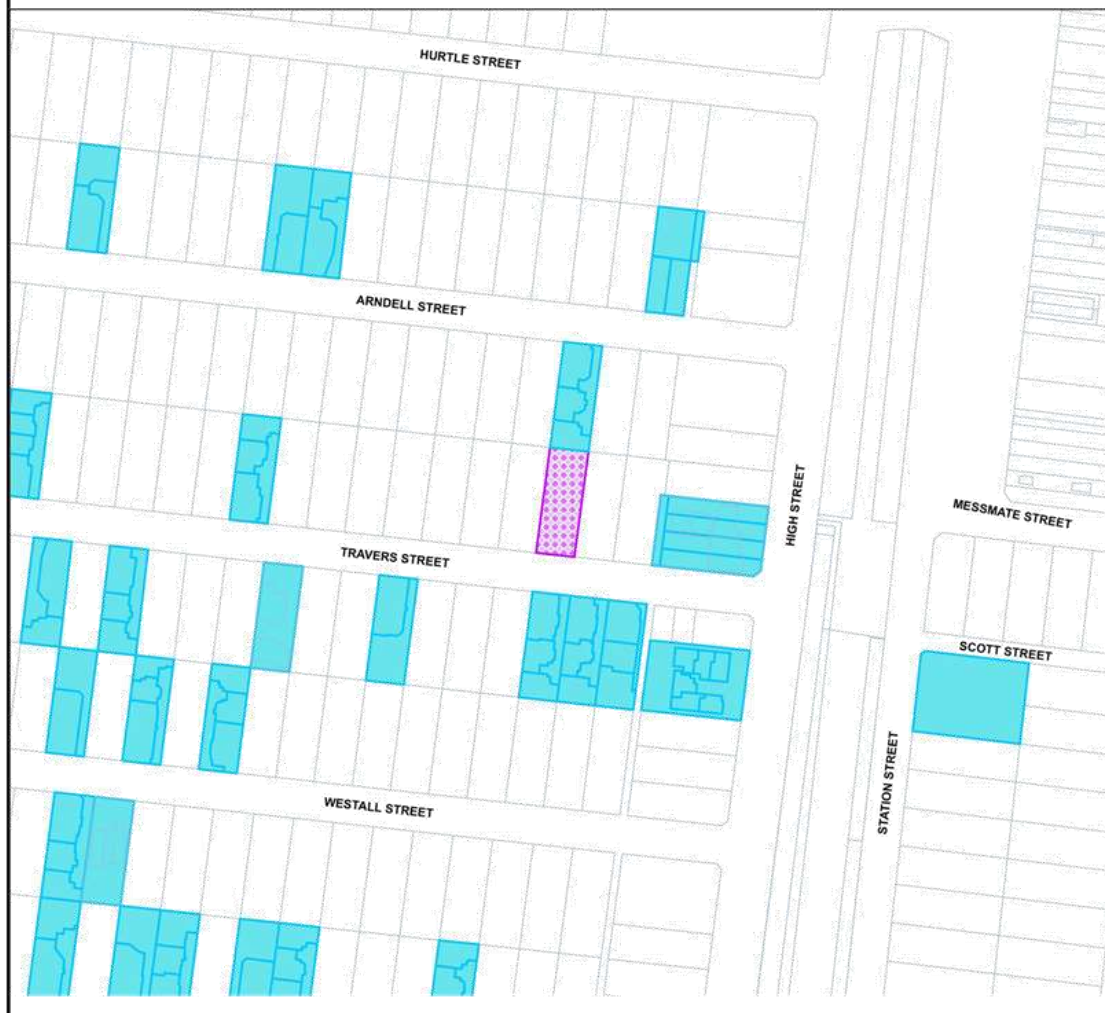 HURTLE STREET
ARNDELL STREET
HIGH STREET
MESSMATE STREET
TRAVERS STREET
SCOTT STREET
STATION STREET
WESTALL STREET